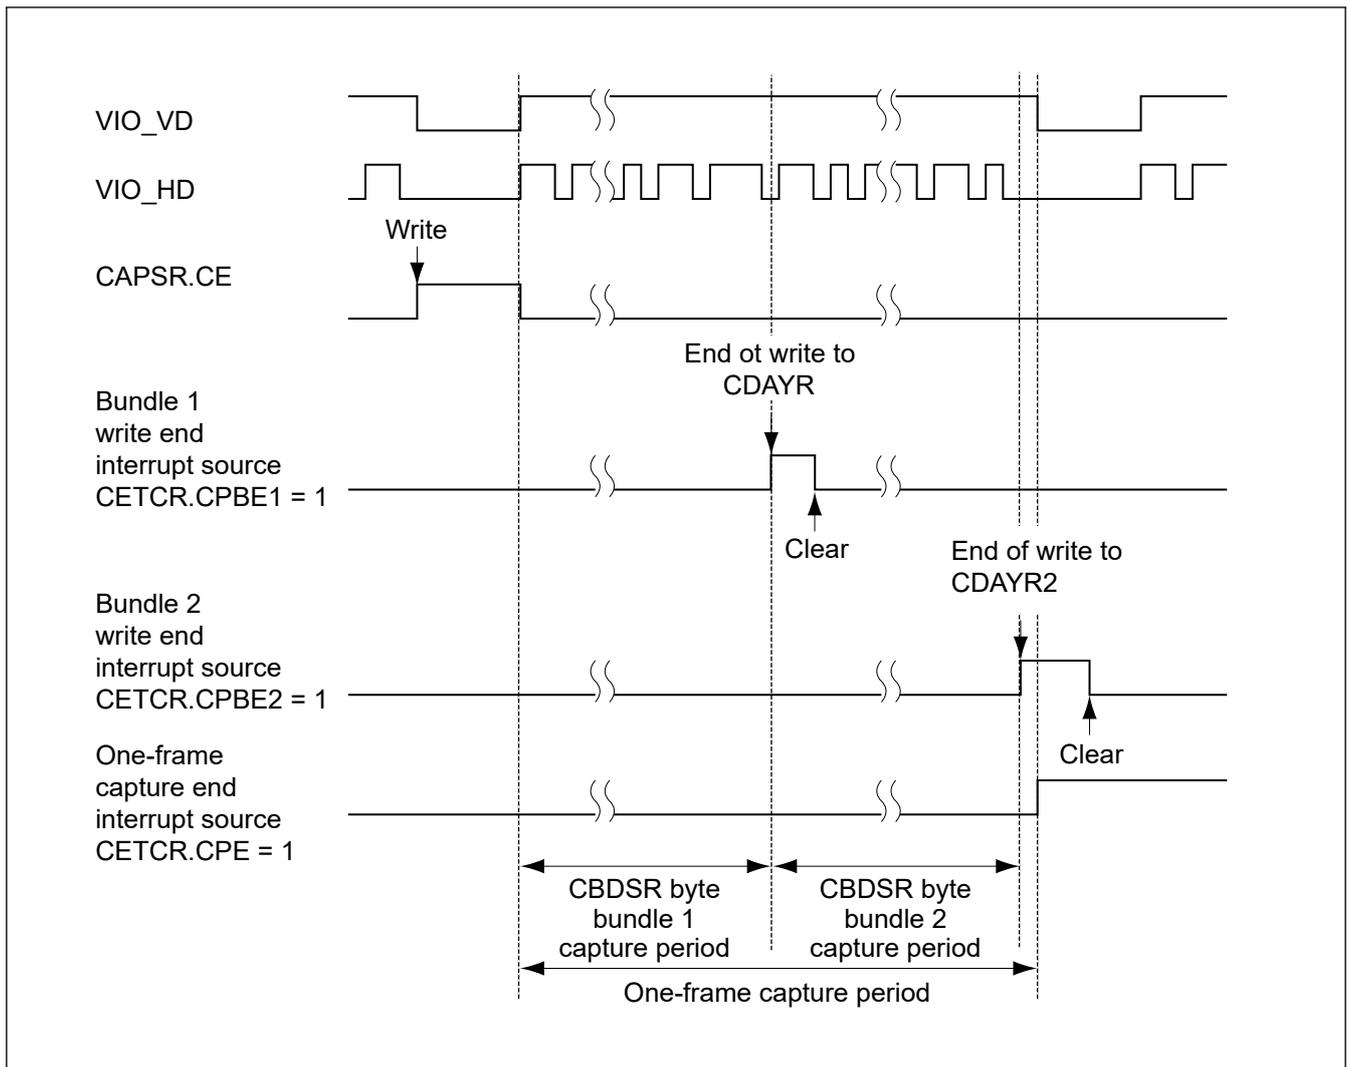 VIO_VD
VIO_HD
Write
CAPSR.CE
End ot write to
CDAYR
Bundle 1
write end
interrupt source
CETCR.CPBE1 = 1
Clear
End of write to
CDAYR2
Bundle 2
write end
interrupt source
CETCR.CPBE2 = 1
Clear
One-frame
capture end
interrupt source
CETCR.CPE = 1
CBDSR byte
bundle 1
capture period
CBDSR byte
bundle 2
capture period
One-frame capture period